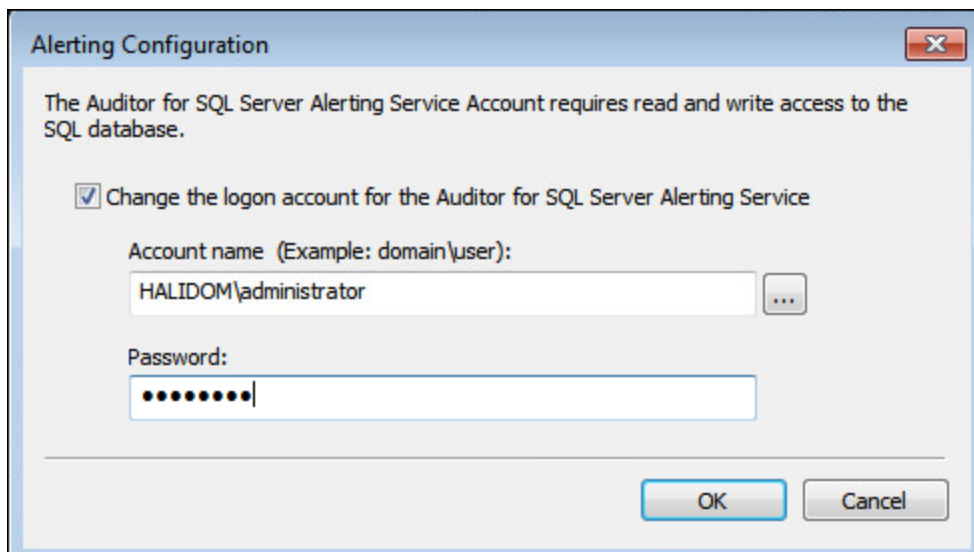 Alerting Configuration
The Auditor for SQL Server Alerting Service Account requires read and write access to the
SQL database.
Change the logon account for the Auditor for SQL Server Alerting Service
Account name (Example: domain\user):
HALIDOM\administrator
...
Password:
●●●●●●●●
OK
Cancel